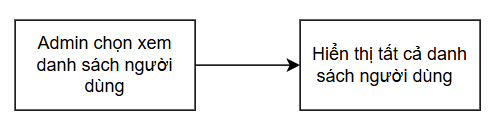 Admin chọn xem
danh sách người
dùng
Hiển thị tất cả danh
sách người dùng